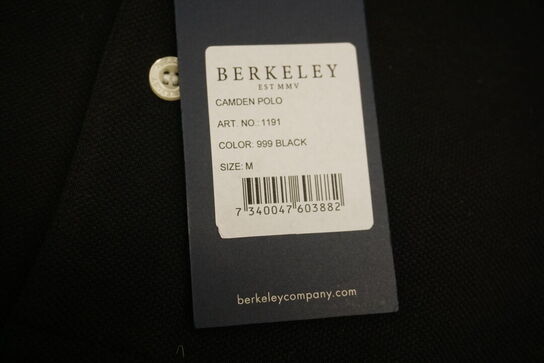 BERKELEY
EST MMV
CAMDEN POLO
ART. NO.: 1191
COLOR: 999 BLACK
SIZE: M
7 340047 603882
berkeleycompany.com